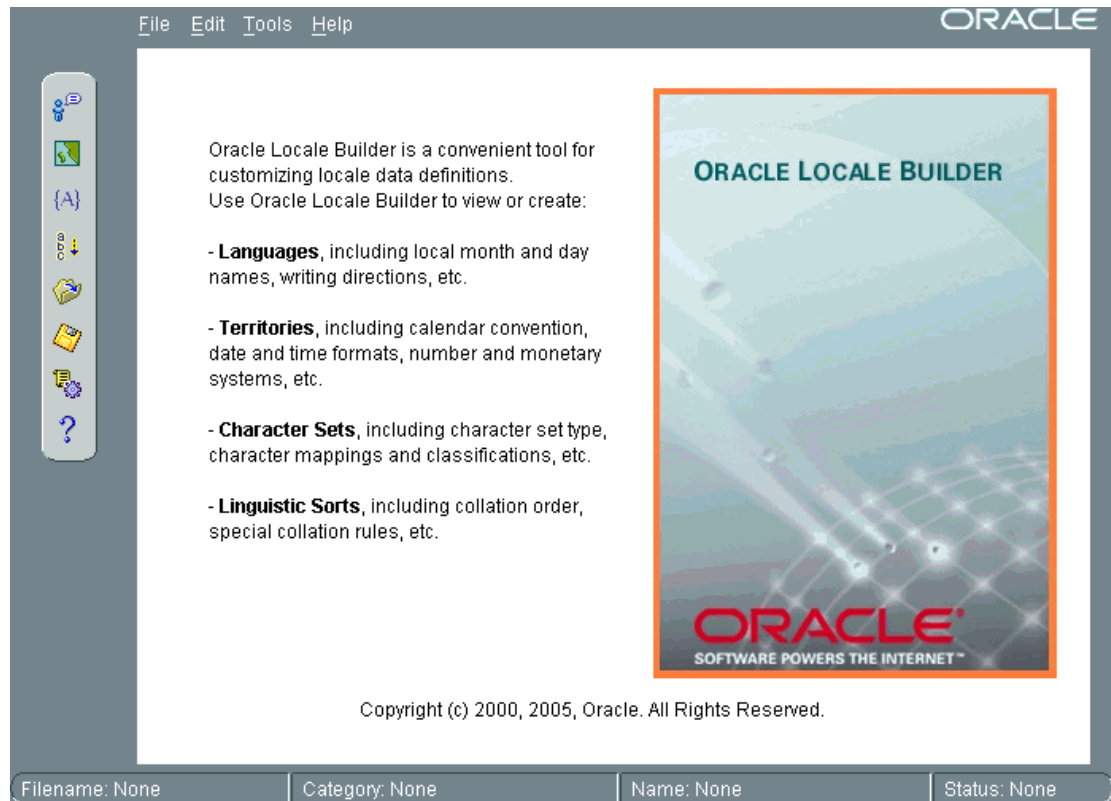 File Edit Tools Help
ORACLE
{A}
a
b
c
?
Oracle Locale Builder is a convenient tool for
customizing locale data definitions.
Use Oracle Locale Builder to view or create:
- Languages, including local month and day
names, writing directions, etc.
- Territories, including calendar convention,
date and time formats, number and monetary
systems, etc.
- Character Sets, including character set type,
character mappings and classifications, etc.
- Linguistic Sorts, including collation order,
special collation rules, etc.
ORACLE LOCALE BUILDER
ORACLE®
SOFTWARE POWERS THE INTERNET™
Copyright (c) 2000, 2005, Oracle. All Rights Reserved.
Filename: None Category: None Name: None Status: None